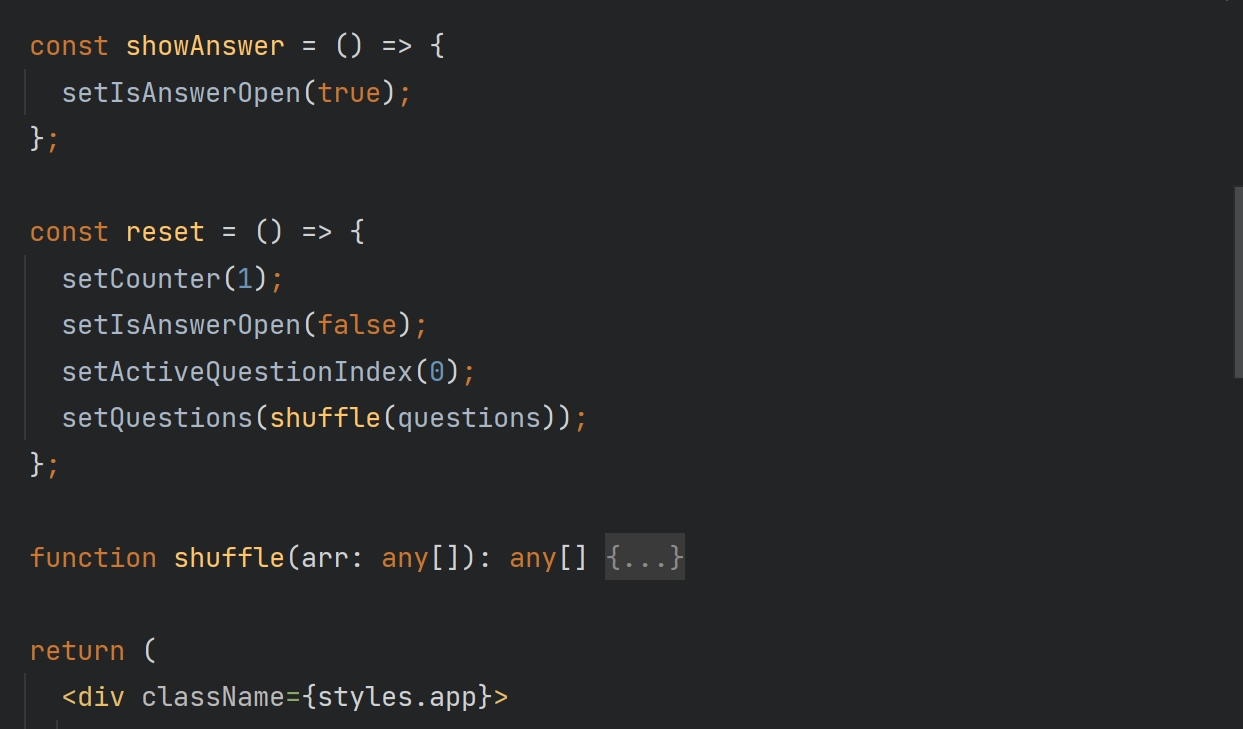 const showAnswer = () => {
  setIsAnswerOpen(true);
};

const reset = () => {
  setCounter(1);
  setIsAnswerOpen(false);
  setActiveQuestionIndex(0);
  setQuestions(shuffle(questions));
};

function shuffle(arr: any[]): any[] {...}

return (
  <div className={styles.app}>